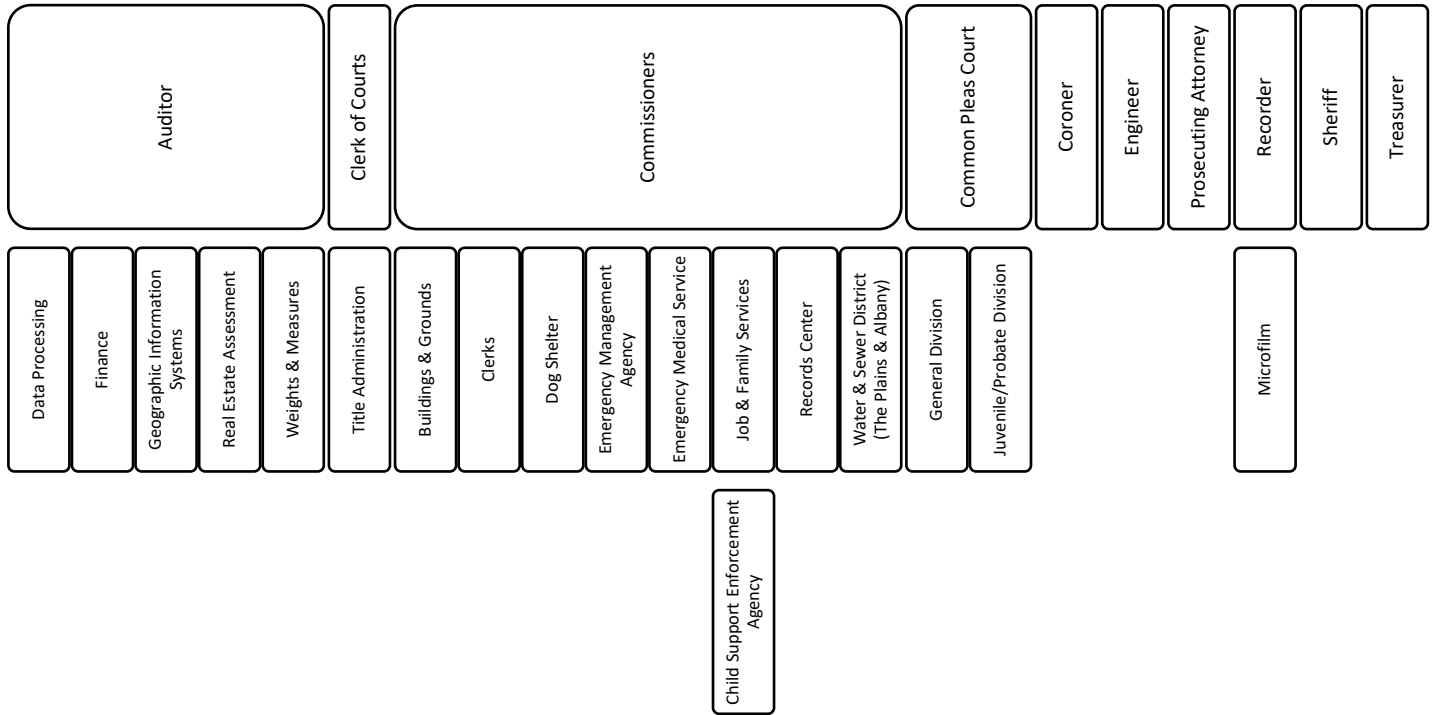 Auditor
Clerk of Courts
Commissioners
Common Pleas Court
Coroner
Engineer
Prosecuting Attorney
Recorder
Sheriff
Treasurer
Data Processing
Finance
Geographic Information
Systems
Real Estate Assessment
Weights & Measures
Title Administration
Buildings & Grounds
Clerks
Dog Shelter
Emergency Management
Agency
Emergency Medical Service
Job & Family Services
Records Center
Water & Sewer District
(The Plains & Albany)
General Division
Juvenile/Probate Division
Microfilm
Child Support Enforcement
Agency